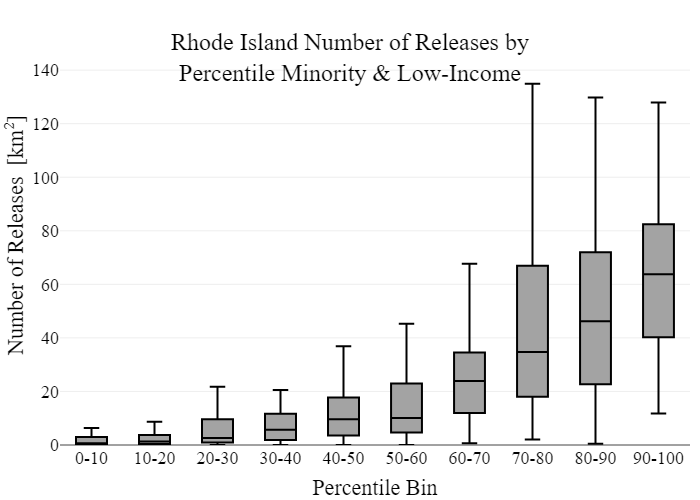 Rhode Island Number of Releases by
Percentile Minority & Low-Income
Number of Releases [km²]
140
120
100
80
60
40
20
0
0-10 10-20 20-30 30-40 40-50 50-60 60-70 70-80 80-90 90-100
Percentile Bin